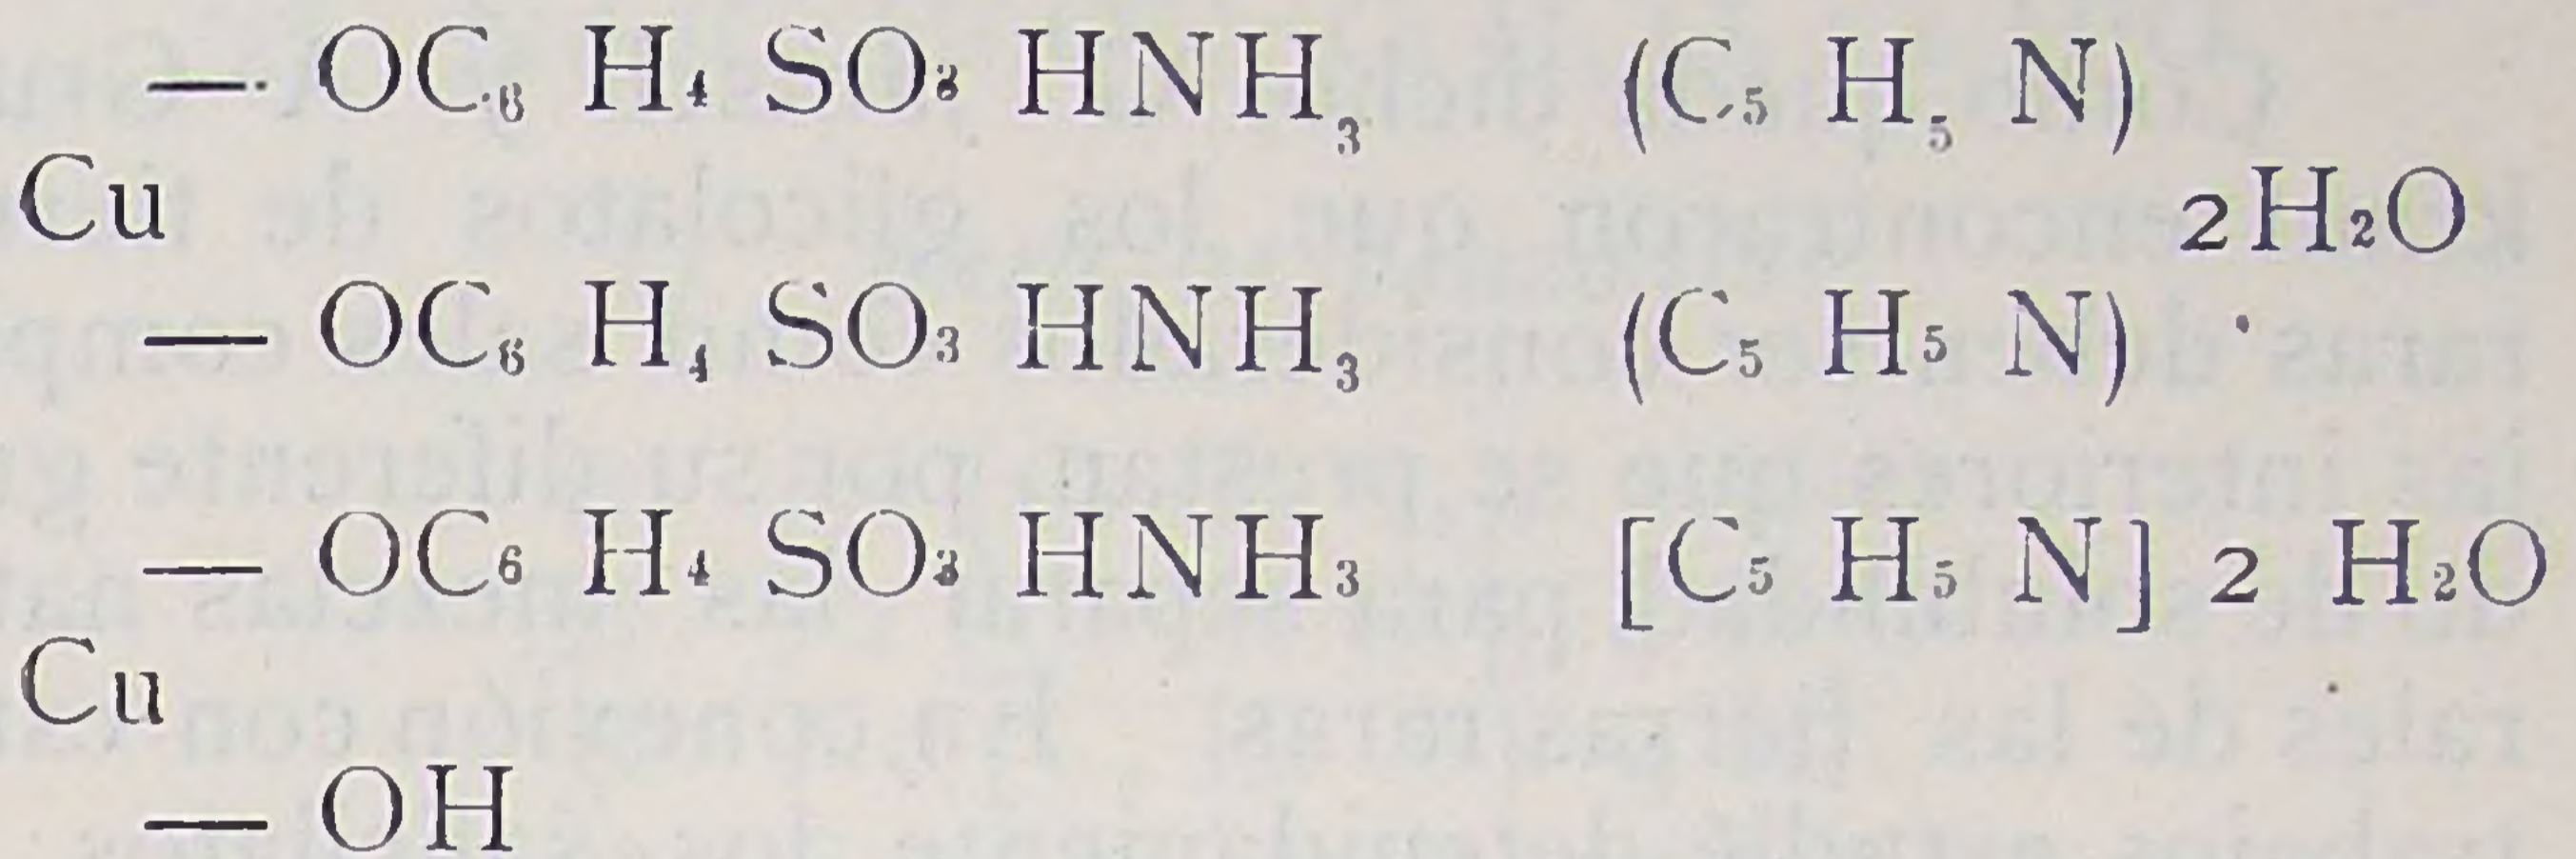 — OC₆ H₄ SO₃ HNH₃ (C₅ H₅ N)
Cu 2H₂O
— OC₆ H₄ SO₃ HNH₃ (C₅ H₅ N)
— OC₆ H₄ SO₃ HNH₃ [C₅ H₅ N] 2 H₂O
Cu
— OH